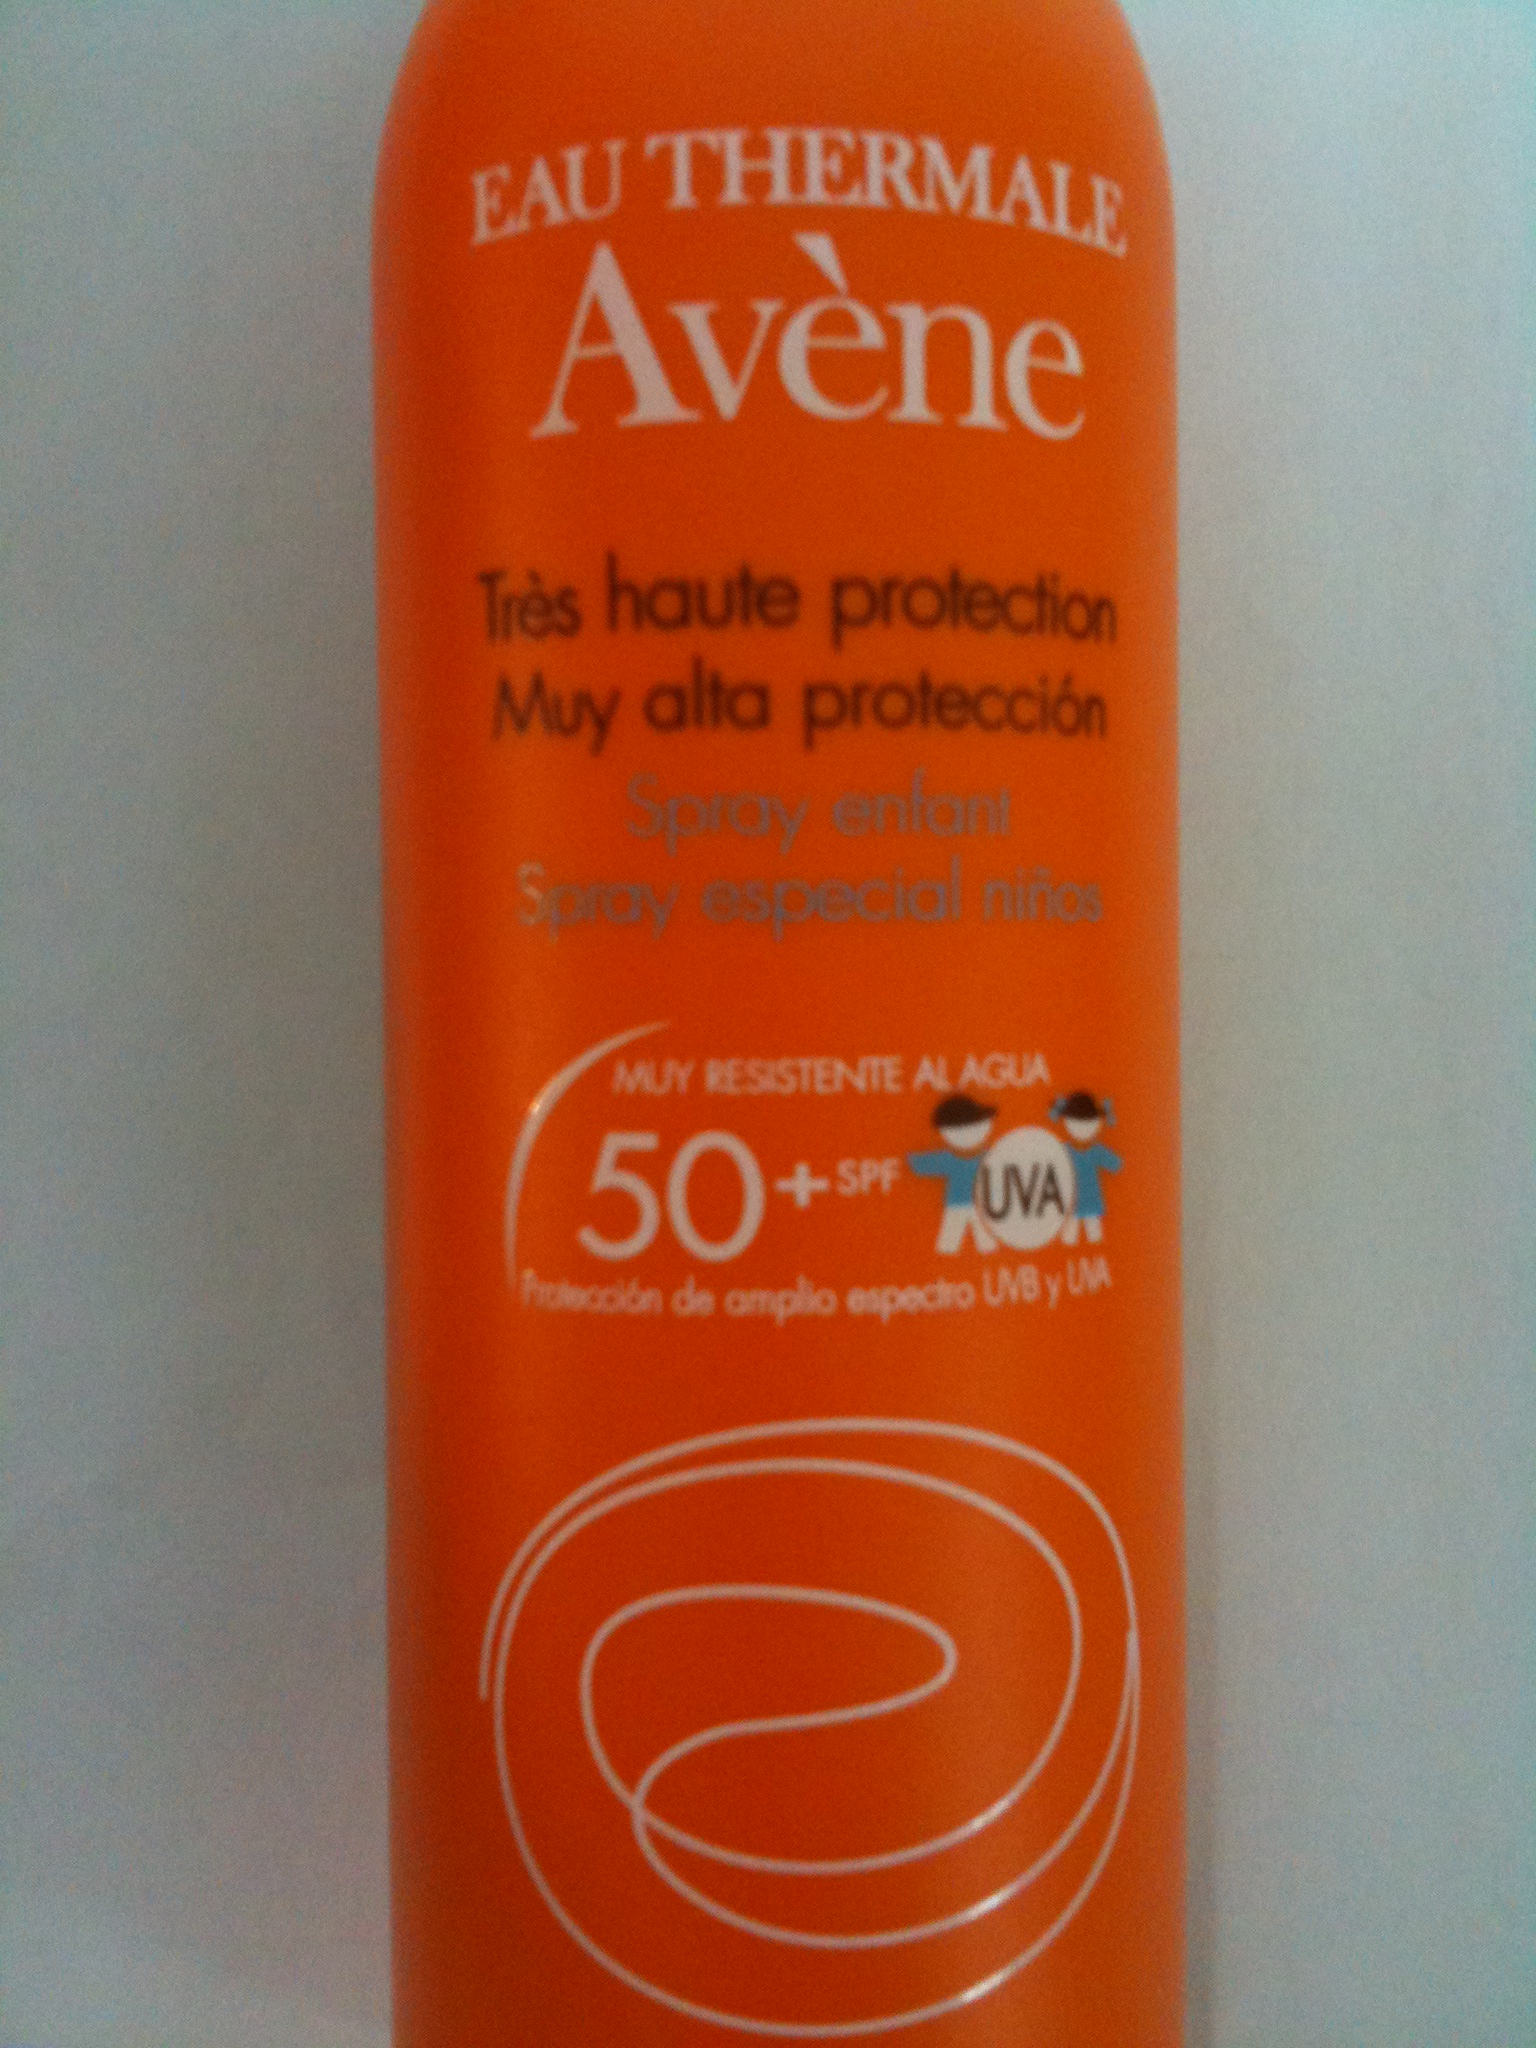 EAU THERMALE
Avène
Très haute protection
Muy alta protección
Spray enfant
Spray especial niños
MUY RESISTENTE AL AGUA
50+ SPF UVA
Protección de amplio espectro UVB y UVA